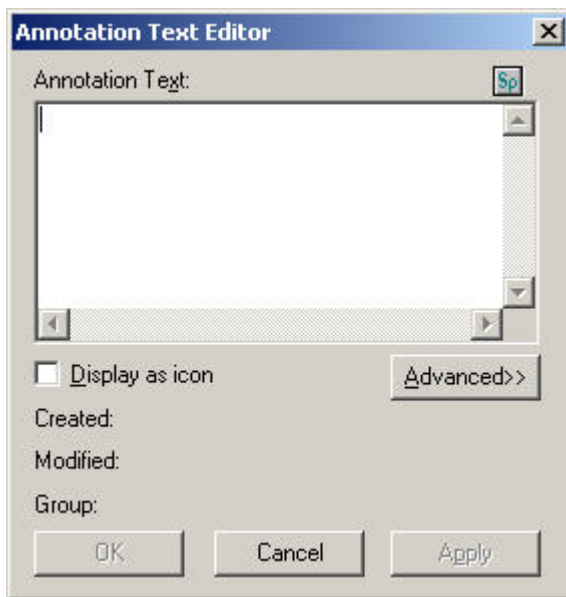 Annotation Text Editor
Annotation Text: Sp
Display as icon Advanced>>
Created:
Modified:
Group:
OK Cancel Apply